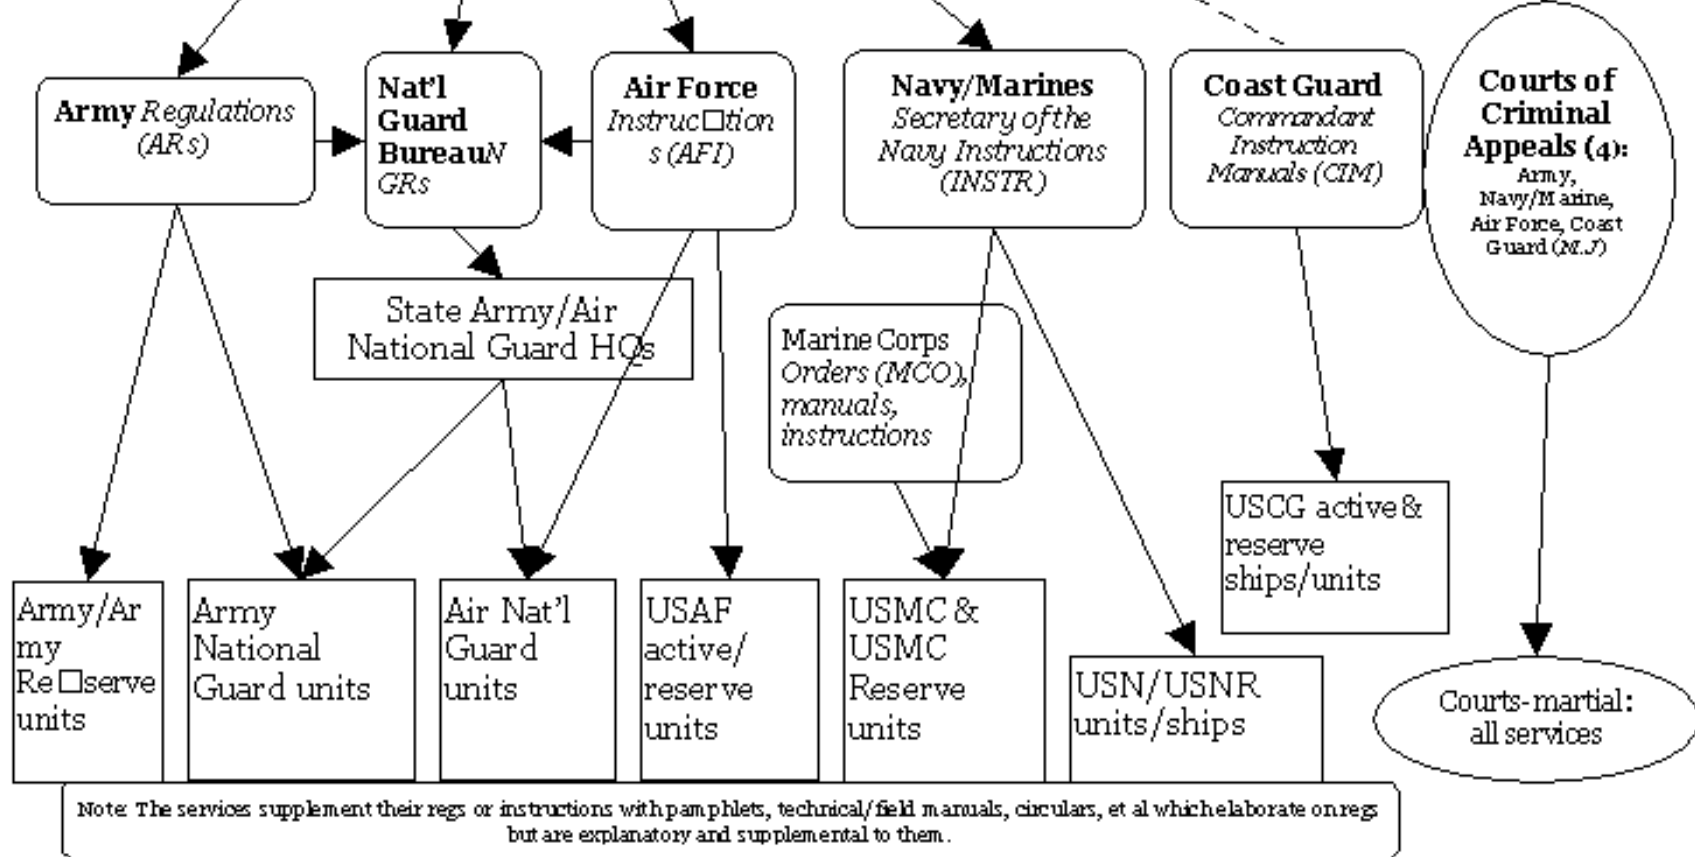 Army Regulations
(ARs)
Nat'l
Guard
BureauN
GRs
Air Force
Instruc□tion
s (AFI)
Navy/Marines
Secretary of the
Navy Instructions
(INSTR)
Coast Guard
Commandant
Instruction
Manuals (CIM)
Courts of
Criminal
Appeals (4):
Army,
Navy/Marine,
Air Force, Coast
Guard (M.J)
State Army/Air
National Guard HQs
Marine Corps
Orders (MCO),
manuals,
instructions
USCG active &
reserve
ships/units
Army/Ar
my
Re□serve
units
Army
National
Guard units
Air Nat'l
Guard
units
USAF
active/
reserve
units
USMC &
USMC
Reserve
units
USN/USNR
units/ships
Courts-martial:
all services
Note: The services supplement their regs or instructions with pamphlets, technical/field manuals, circulars, et al which elaborate on regs
but are explanatory and supplemental to them.